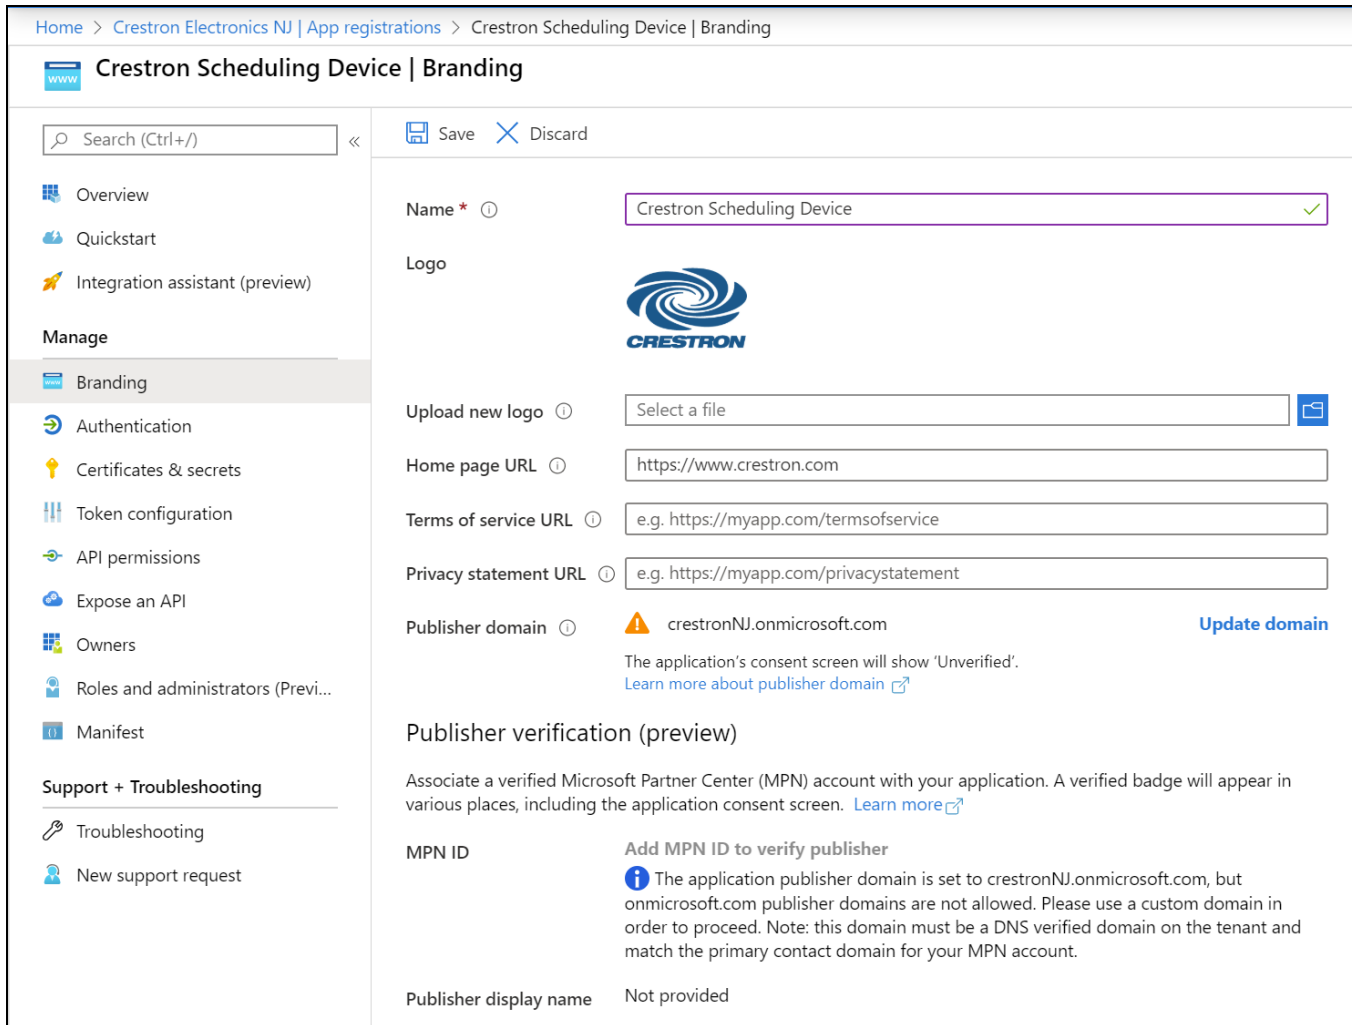 Home > Crestron Electronics NJ | App registrations > Crestron Scheduling Device | Branding
www
Crestron Scheduling Device | Branding
Search (Ctrl+/)
«
Overview
Quickstart
Integration assistant (preview)
Manage
Branding
Authentication
Certificates & secrets
Token configuration
API permissions
Expose an API
Owners
Roles and administrators (Previ...
Manifest
Support + Troubleshooting
Troubleshooting
New support request
Save
Discard
Name *
Crestron Scheduling Device
Logo
CRESTRON
Upload new logo
Select a file
Home page URL
https://www.crestron.com
Terms of service URL
e.g. https://myapp.com/termsofservice
Privacy statement URL
e.g. https://myapp.com/privacystatement
Publisher domain
crestronNJ.onmicrosoft.com
Update domain
The application's consent screen will show 'Unverified'.
Learn more about publisher domain
Publisher verification (preview)
Associate a verified Microsoft Partner Center (MPN) account with your application. A verified badge will appear in
various places, including the application consent screen. Learn more
MPN ID
Add MPN ID to verify publisher
The application publisher domain is set to crestronNJ.onmicrosoft.com, but
onmicrosoft.com publisher domains are not allowed. Please use a custom domain in
order to proceed. Note: this domain must be a DNS verified domain on the tenant and
match the primary contact domain for your MPN account.
Publisher display name
Not provided